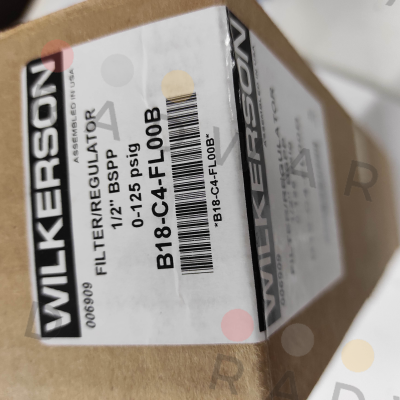 WILKERSON
ASSEMBLED IN USA
006909
FILTER/REGULATOR
1/2" BSPP
0-125 psig
B18-C4-FL00B
*B18-C4-FL00B*